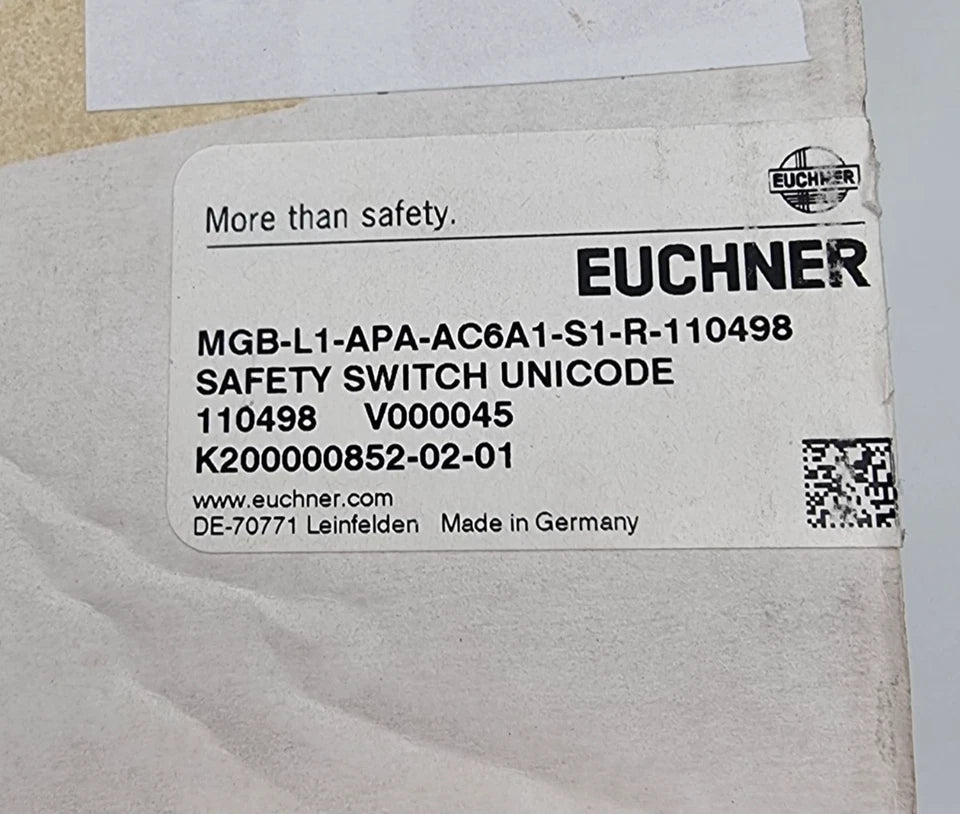 More than safety.
EUCHNER
EUCHNER
MGB-L1-APA-AC6A1-S1-R-110498
SAFETY SWITCH UNICODE
110498 V000045
K200000852-02-01
www.euchner.com
DE-70771 Leinfelden Made in Germany